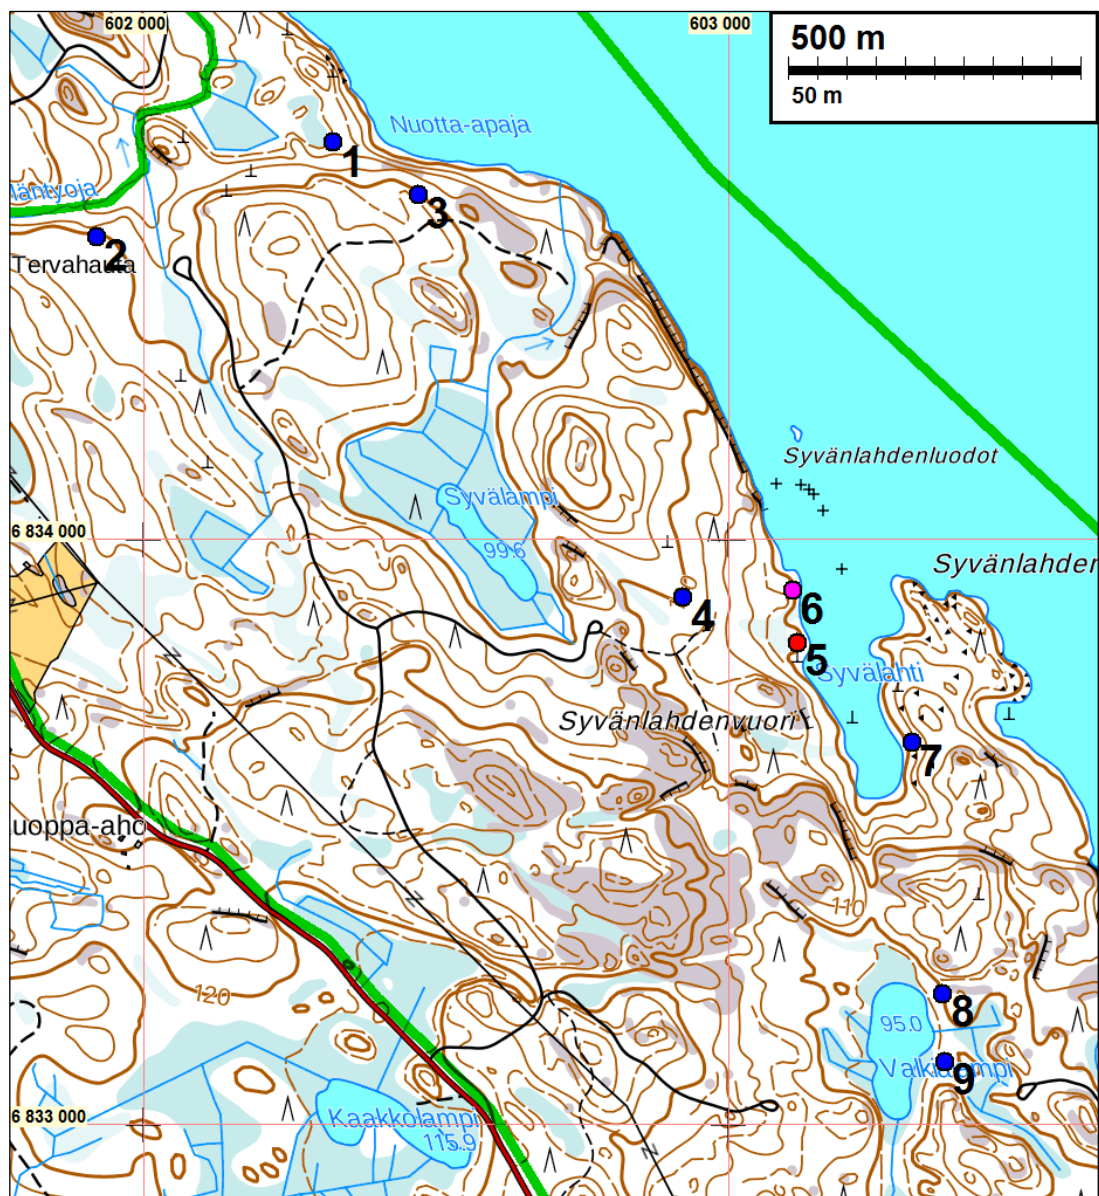 602 000
603 000
500 m
50 m
Nuotta-apaja
1
läntyoja
3
2
Tervahauta
Syvänlahdenluodot
Syvälampi
6 834 000
99.6
Syvänlahden
4
6
5
Syvälahti
Syvänlahdenvuori
7
uoppa-aho
110
120
8
95.0
9
Valkialampi
6 833 000
Kaakkolampi
115.9